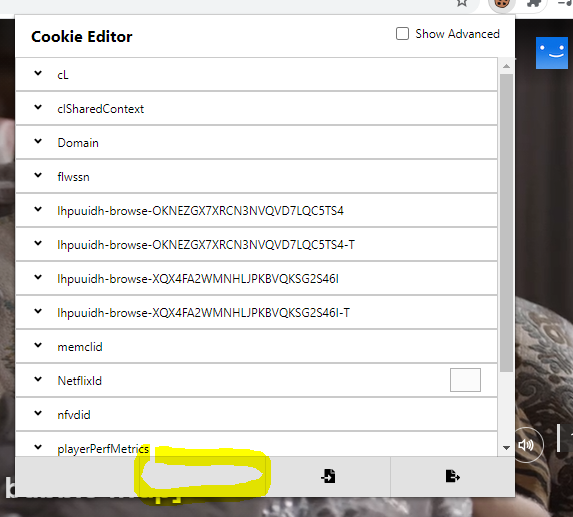 Cookie Editor
Show Advanced
cL
clSharedContext
Domain
flwssn
lhpuuidh-browse-OKNEZGX7XRCN3NVQVD7LQC5TS4
lhpuuidh-browse-OKNEZGX7XRCN3NVQVD7LQC5TS4-T
lhpuuidh-browse-XQX4FA2WMNHLJPKBVQKSG2S46I
lhpuuidh-browse-XQX4FA2WMNHLJPKBVQKSG2S46I-T
memclid
NetflixId
nfvdid
playerPerfMetrics